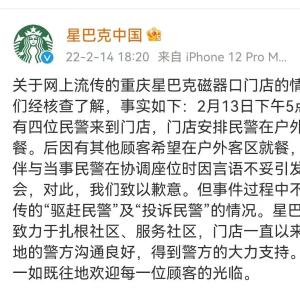 星巴克中国
22-2-14 18:20 来自 iPhone 12 Pro M...
关于网上流传的重庆星巴克磁器口门店的情
们经核查了解，事实如下：2月13日下午5点
有四位民警来到门店，门店安排民警在户外
餐。后因有其他顾客希望在户外客区就餐，
伴与当事民警在协调座位时因言语不妥引发
会，对此，我们致以歉意。但事件过程中不
传的“驱赶民警”及“投诉民警”的情况。星巴
致力于扎根社区、服务社区，门店一直以来
地的警方沟通良好，得到警方的大力支持。
一如既往地欢迎每一位顾客的光临。